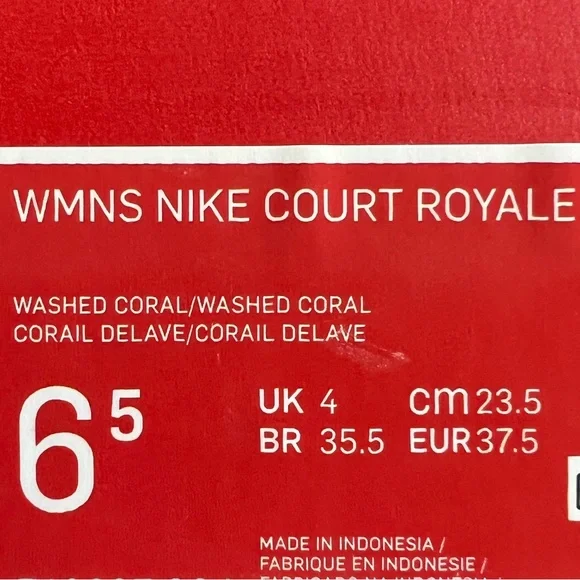 WMNS NIKE COURT ROYALE
WASHED CORAL/WASHED CORAL
CORAIL DELAVE/CORAIL DELAVE
6 5
UK 4 cm 23.5
BR 35.5 EUR 37.5
MADE IN INDONESIA /
FABRIQUE EN INDONESIE /